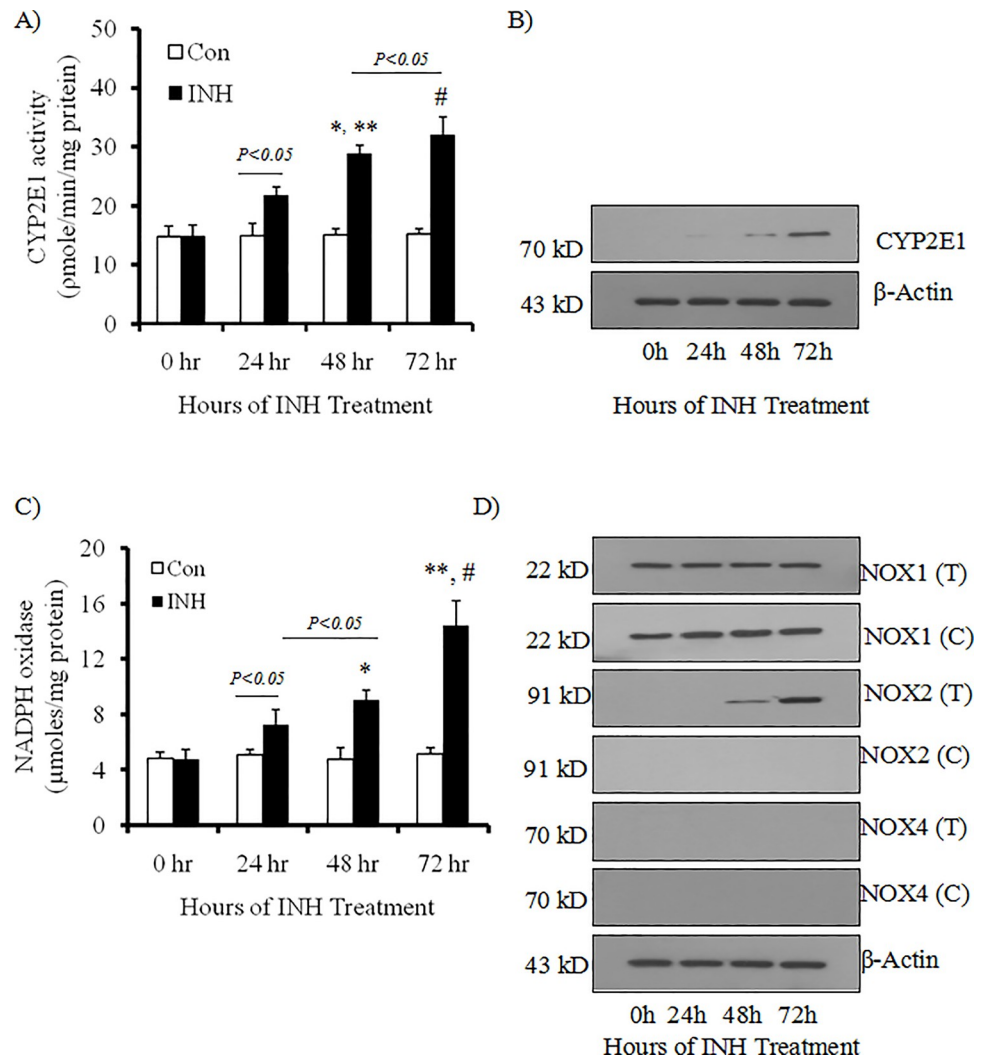 A)
CYP2E1 activity
(ρmole/min/mg pritein)
50
40
30
20
10
0
Con
INH
P<0.05
*, **
P<0.05
#
0 hr 24 hr 48 hr 72 hr
Hours of INH Treatment
B)
70 kD CYP2E1
43 kD β-Actin
0h 24h 48h 72h
Hours of INH Treatment
C)
NADPH oxidase
(μmoles/mg protein)
20
16
12
8
4
0
Con
INH
P<0.05
P<0.05
*
**, #
0 hr 24 hr 48 hr 72 hr
Hours of INH Treatment
D)
22 kD NOX1 (T)
22 kD NOX1 (C)
91 kD NOX2 (T)
91 kD NOX2 (C)
70 kD NOX4 (T)
70 kD NOX4 (C)
43 kD β-Actin
0h 24h 48h 72h
Hours of INH Treatment